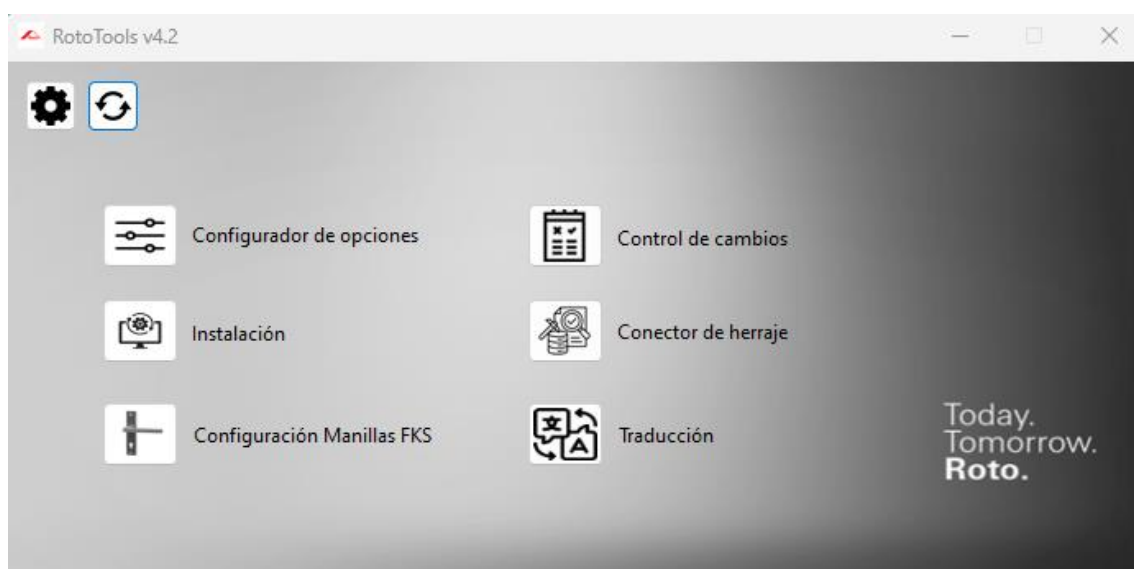 RotoTools v4.2
Configurador de opciones
Control de cambios
Instalación
Conector de herraje
Configuración Manillas FKS
文
A
Traducción
Today.
Tomorrow.
Roto.